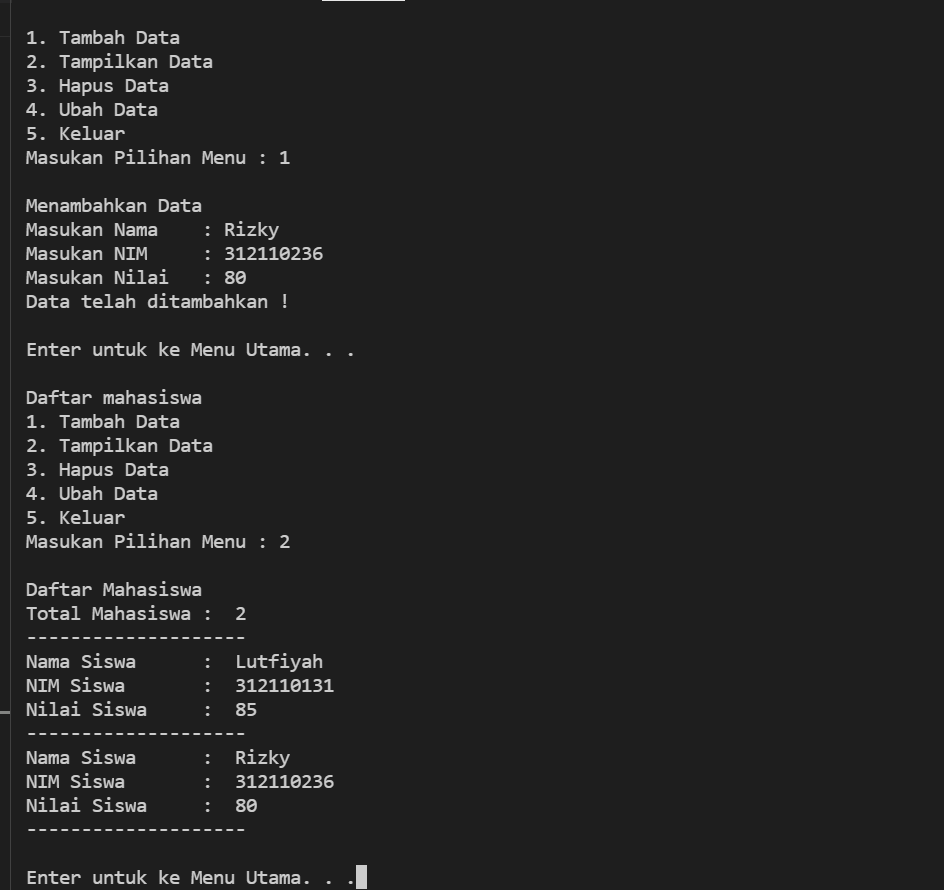 1. Tambah Data
2. Tampilkan Data
3. Hapus Data
4. Ubah Data
5. Keluar
Masukan Pilihan Menu : 1
Menambahkan Data
Masukan Nama    : Rizky
Masukan NIM     : 312110236
Masukan Nilai   : 80
Data telah ditambahkan !
Enter untuk ke Menu Utama. . .
Daftar mahasiswa
1. Tambah Data
2. Tampilkan Data
3. Hapus Data
4. Ubah Data
5. Keluar
Masukan Pilihan Menu : 2
Daftar Mahasiswa
Total Mahasiswa :  2
--------------------
Nama Siswa      :  Lutfiyah
NIM Siswa       :  312110131
Nilai Siswa     :  85
--------------------
Nama Siswa      :  Rizky
NIM Siswa       :  312110236
Nilai Siswa     :  80
--------------------
Enter untuk ke Menu Utama. . .